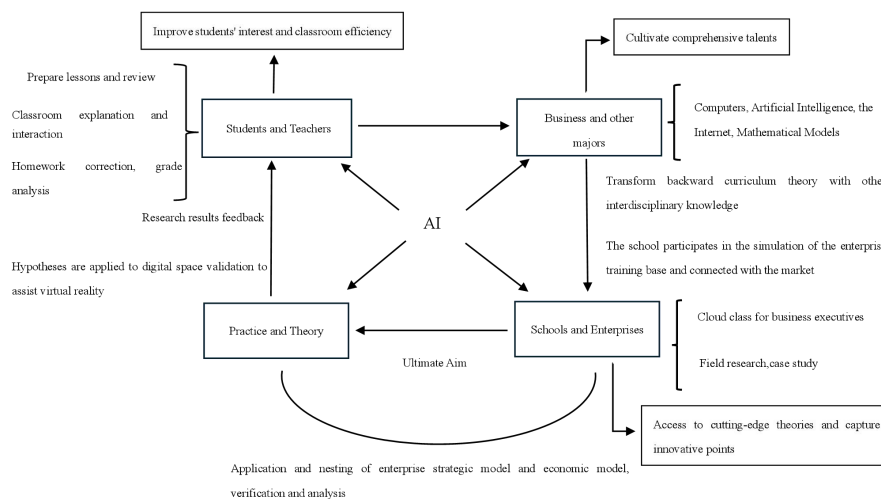 Improve students' interest and classroom efficiency
Cultivate comprehensive talents
Prepare lessons and review
Classroom explanation and
interaction
Homework correction, grade
analysis
Students and Teachers
Business and other
majors
Computers, Artificial Intelligence, the
Internet, Mathematical Models
Transform backward curriculum theory with othe
interdisciplinary knowledge
Research results feedback
AI
The school participates in the simulation of the enterpris
training base and connected with the market
Hypotheses are applied to digital space validation to
assist virtual reality
Practice and Theory
Schools and Enterprises
Cloud class for business executives
Field research,case study
Ultimate Aim
Access to cutting-edge theories and capture
innovative points
Application and nesting of enterprise strategic model and economic model,
verification and analysis